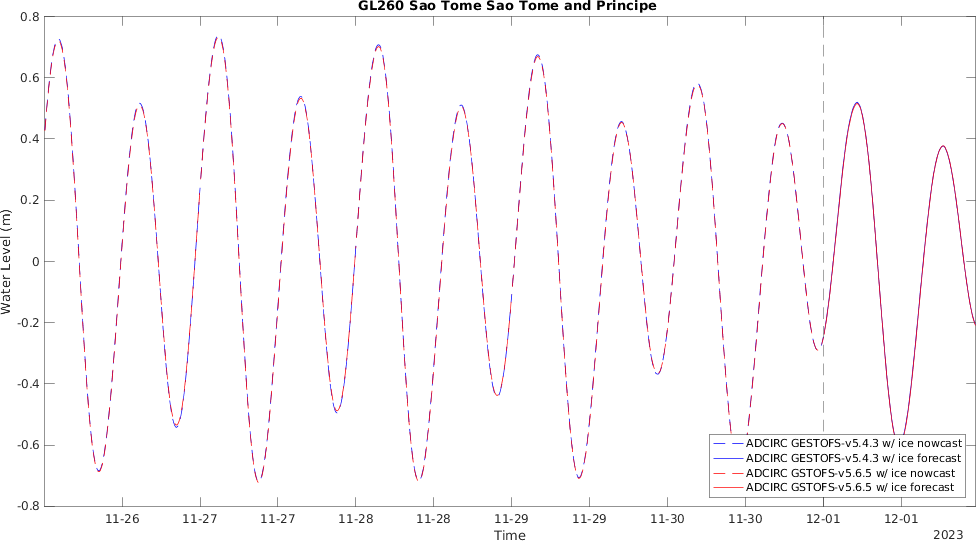 GL260 Sao Tome Sao Tome and Principe
0.8
0.6
0.4
0.2
0
-0.2
-0.4
-0.6
-0.8
Water Level (m)
ADCIRC GESTOFS-v5.4.3 w/ ice nowcast
ADCIRC GESTOFS-v5.4.3 w/ ice forecast
ADCIRC GSTOFS-v5.6.5 w/ ice nowcast
ADCIRC GSTOFS-v5.6.5 w/ ice forecast
11-26 11-27 11-27 11-28 11-28 11-29 11-29 11-30 11-30 12-01 12-01
Time
2023